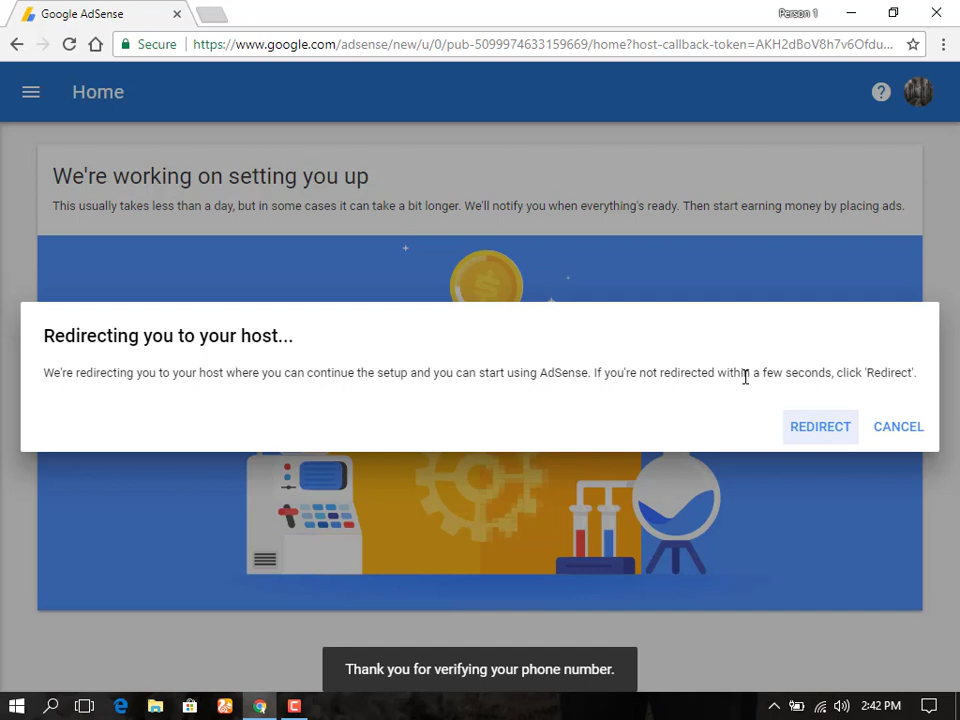 Google AdSense
Person 1
Secure
https://www.google.com/adsense/new/u/0/pub-5099974633159669/home?host-callback-token=AKH2dBoV8h7v6Ofdu...
Home
We're working on setting you up
This usually takes less than a day, but in some cases it can take a bit longer. We'll notify you when everything's ready. Then start earning money by placing ads.
$
Redirecting you to your host...
We're redirecting you to your host where you can continue the setup and you can start using AdSense. If you're not redirected within a few seconds, click 'Redirect'.
REDIRECT CANCEL
Thank you for verifying your phone number.
2:42 PM